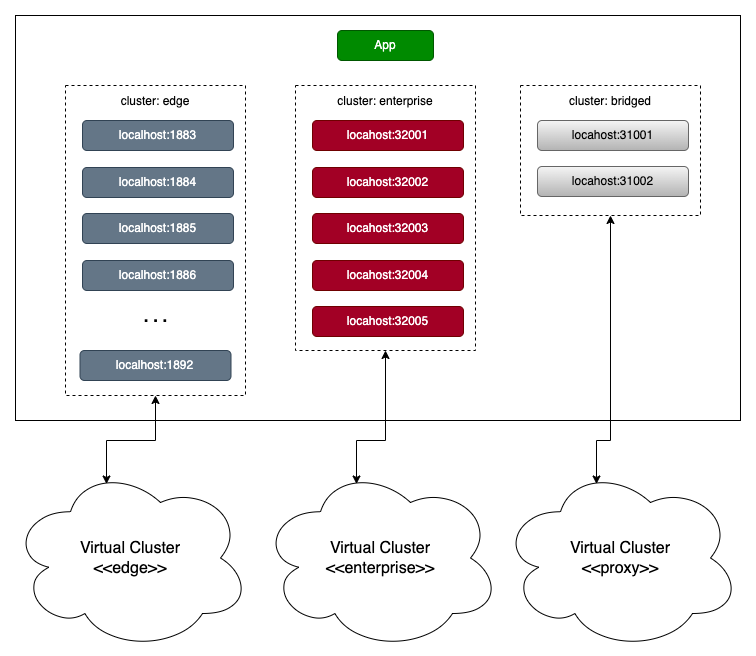 App
cluster: edge
localhost:1883
localhost:1884
localhost:1885
localhost:1886
...
localhost:1892
cluster: enterprise
locahost:32001
locahost:32002
locahost:32003
locahost:32004
locahost:32005
cluster: bridged
locahost:31001
locahost:31002
Virtual Cluster
<<edge>>
Virtual Cluster
<<enterprise>>
Virtual Cluster
<<proxy>>